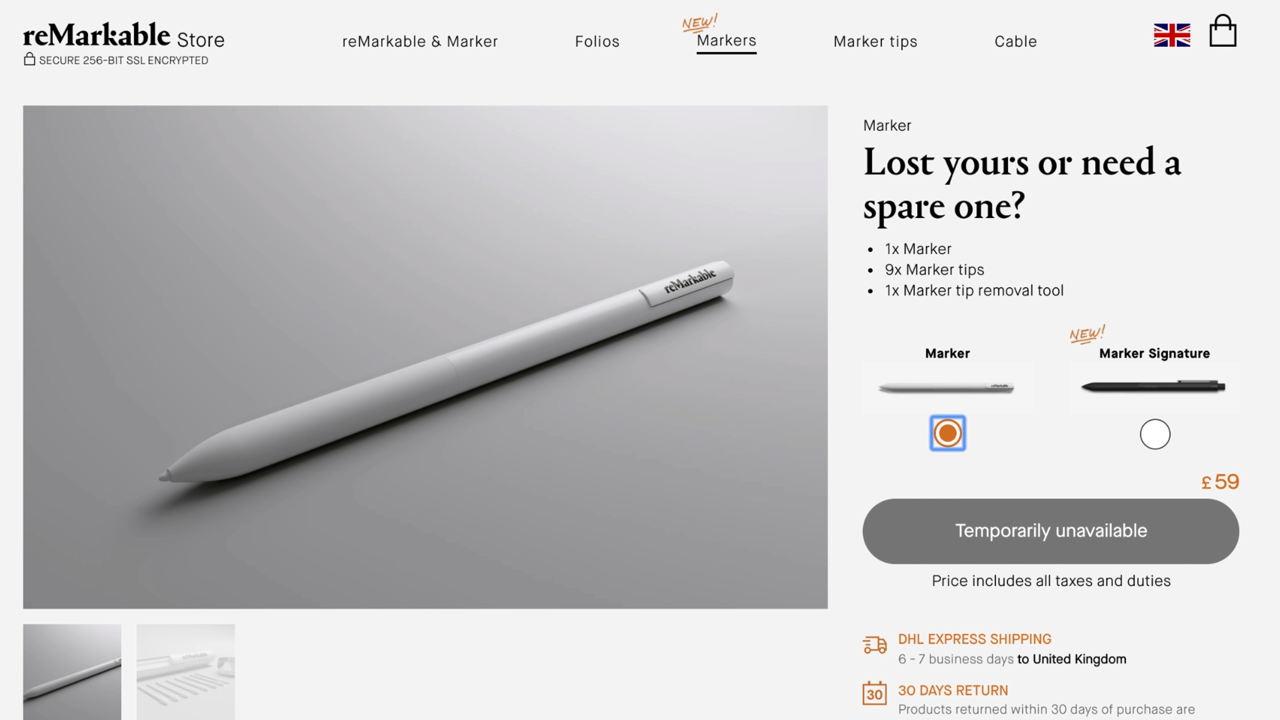 reMarkable Store
SECURE 256-BIT SSL ENCRYPTED
reMarkable & Marker
Folios
NEW!
Markers
Marker tips
Cable
reMarkable
Marker
Lost yours or need a
spare one?
• 1x Marker
• 9x Marker tips
• 1x Marker tip removal tool
NEW!
Marker
Marker Signature
£59
Temporarily unavailable
Price includes all taxes and duties
DHL EXPRESS SHIPPING
6 - 7 business days to United Kingdom
30
30 DAYS RETURN
Products returned within 30 days of purchase are